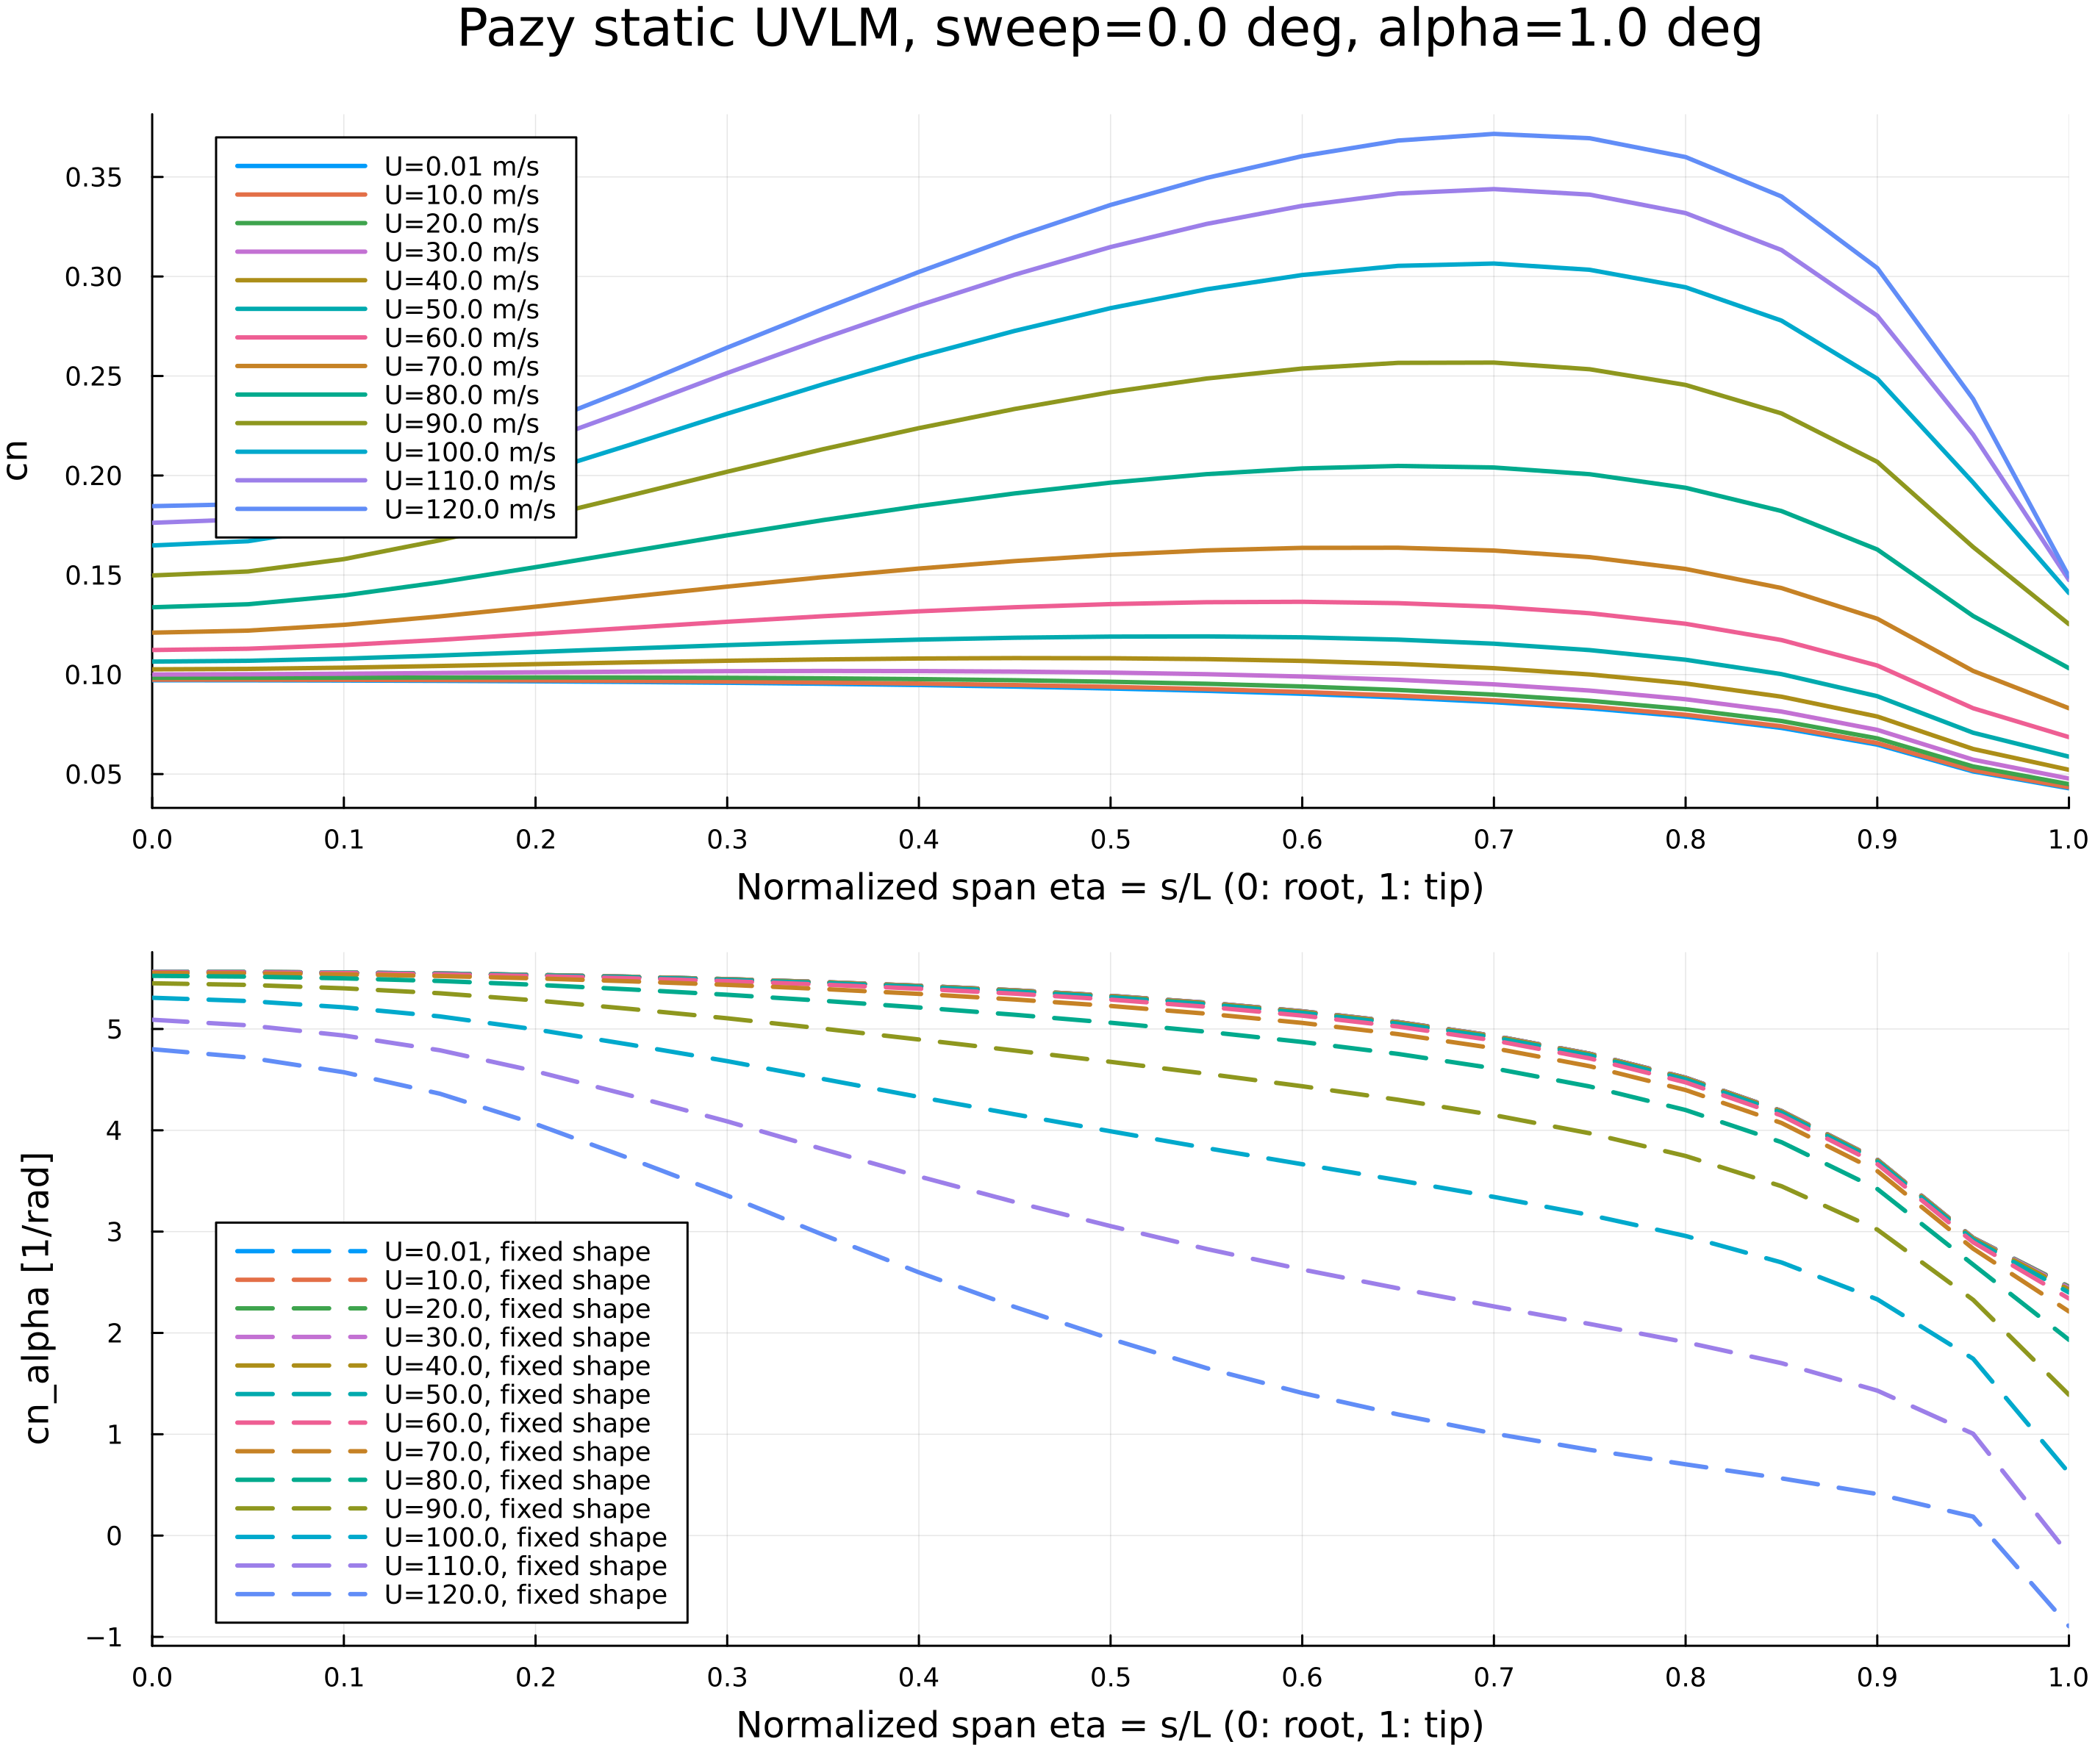 Pazy static UVLM, sweep=0.0 deg, alpha=1.0 deg
cn
0.35
0.30
0.25
0.20
0.15
0.10
0.05
U=0.01 m/s
U=10.0 m/s
U=20.0 m/s
U=30.0 m/s
U=40.0 m/s
U=50.0 m/s
U=60.0 m/s
U=70.0 m/s
U=80.0 m/s
U=90.0 m/s
U=100.0 m/s
U=110.0 m/s
U=120.0 m/s
0.0 0.1 0.2 0.3 0.4 0.5 0.6 0.7 0.8 0.9 1.0
Normalized span eta = s/L (0: root, 1: tip)
cn_alpha [1/rad]
5
4
3
2
1
0
−1
U=0.01, fixed shape
U=10.0, fixed shape
U=20.0, fixed shape
U=30.0, fixed shape
U=40.0, fixed shape
U=50.0, fixed shape
U=60.0, fixed shape
U=70.0, fixed shape
U=80.0, fixed shape
U=90.0, fixed shape
U=100.0, fixed shape
U=110.0, fixed shape
U=120.0, fixed shape
0.0 0.1 0.2 0.3 0.4 0.5 0.6 0.7 0.8 0.9 1.0
Normalized span eta = s/L (0: root, 1: tip)